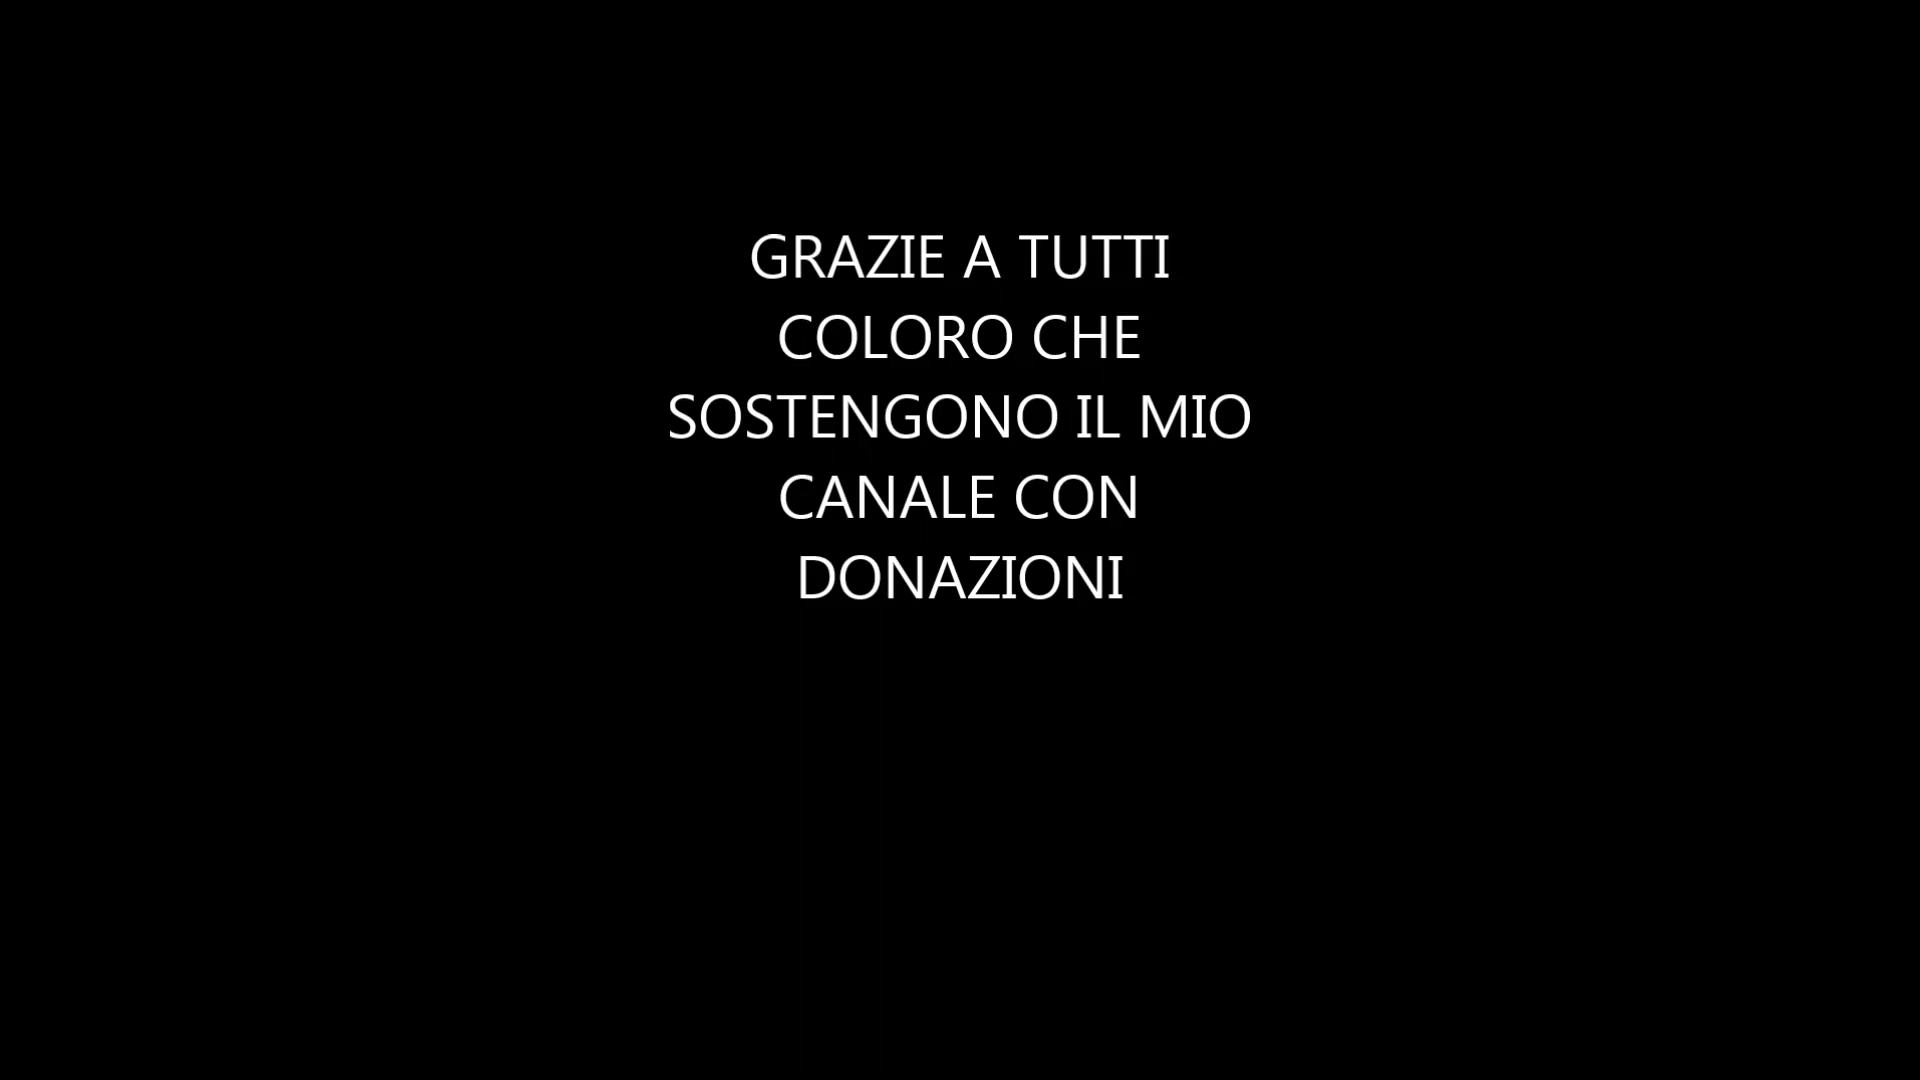 GRAZIE A TUTTI
COLORO CHE
SOSTENGONO IL MIO
CANALE CON
DONAZIONI